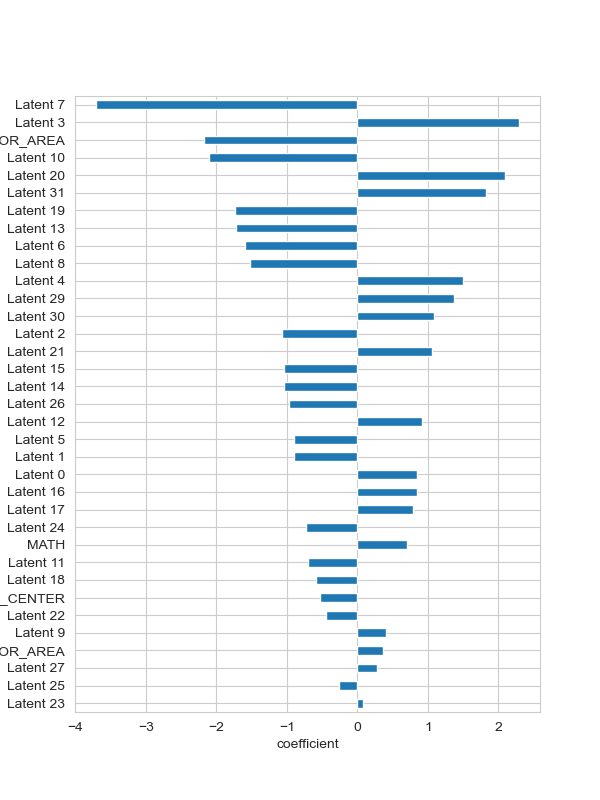 Latent 7
Latent 3
OR_AREA
Latent 10
Latent 20
Latent 31
Latent 19
Latent 13
Latent 6
Latent 8
Latent 4
Latent 29
Latent 30
Latent 2
Latent 21
Latent 15
Latent 14
Latent 26
Latent 12
Latent 5
Latent 1
Latent 0
Latent 16
Latent 17
Latent 24
MATH
Latent 11
Latent 18
_CENTER
Latent 22
Latent 9
OR_AREA
Latent 27
Latent 25
Latent 23
−4 −3 −2 −1 0 1 2
coefficient